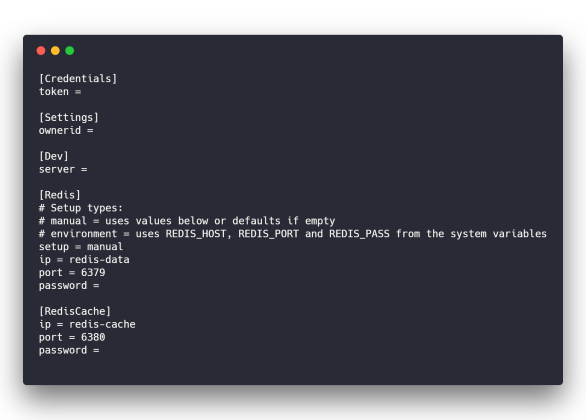 [Credentials]
token =
[Settings]
ownerid =
[Dev]
server =
[Redis]
# Setup types:
# manual = uses values below or defaults if empty
# environment = uses REDIS_HOST, REDIS_PORT and REDIS_PASS from the system variables
setup = manual
ip = redis-data
port = 6379
password =
[RedisCache]
ip = redis-cache
port = 6380
password =